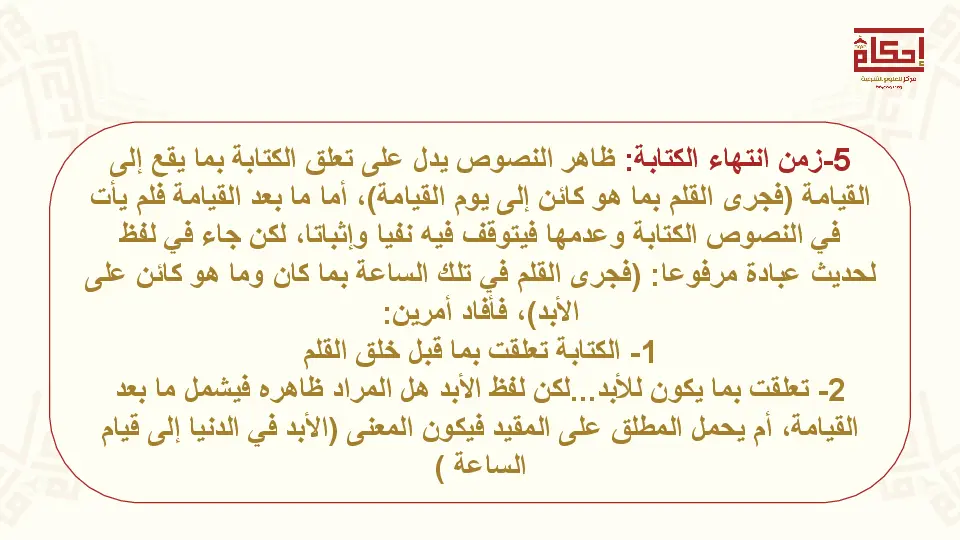 إحكام
مركز للعلوم الشرعية
5-زمن انتهاء الكتابة: ظاهر النصوص يدل على تعلق الكتابة بما يقع إلى
القيامة (فجرى القلم بما هو كائن إلى يوم القيامة)، أما ما بعد القيامة فلم يأت
في النصوص الكتابة وعدمها فيتوقف فيه نفيا وإثباتا، لكن جاء في لفظ
لحديث عبادة مرفوعا: (فجرى القلم في تلك الساعة بما كان وما هو كائن على
الأبد)، فأفاد أمرين:
1- الكتابة تعلقت بما قبل خلق القلم
2- تعلقت بما يكون للأبد...لكن لفظ الأبد هل المراد ظاهره فيشمل ما بعد
القيامة، أم يحمل المطلق على المقيد فيكون المعنى (الأبد في الدنيا إلى قيام
الساعة )